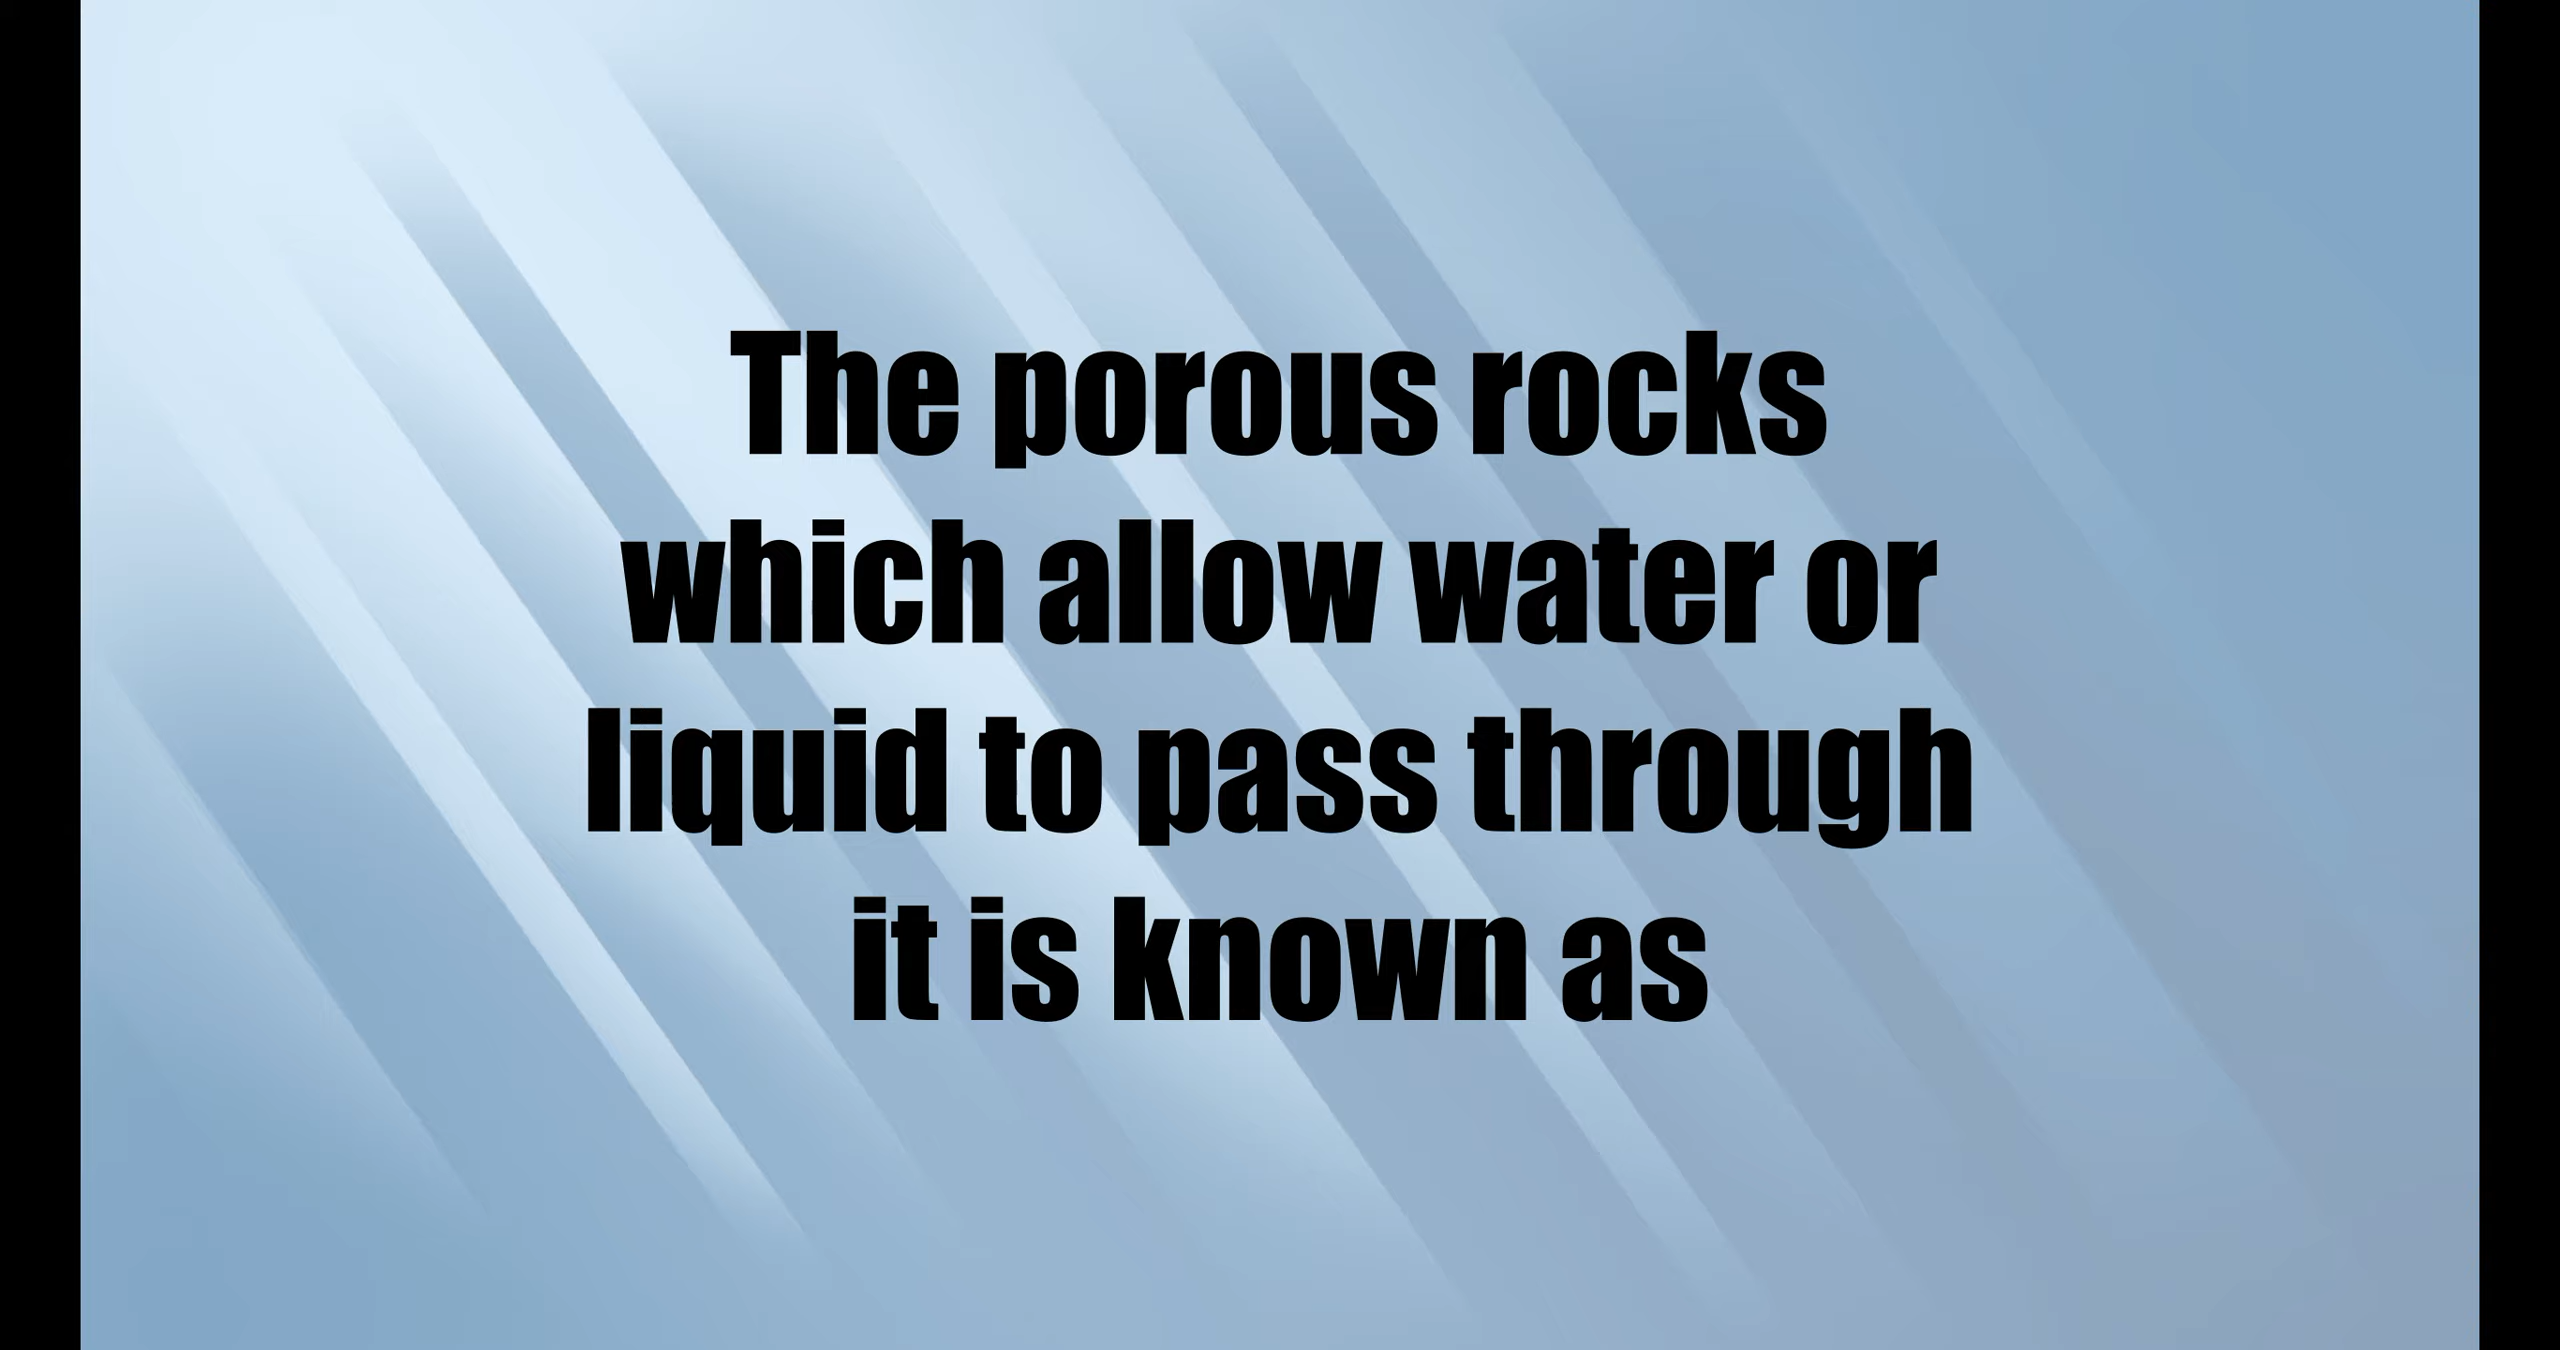 The porous rocks
which allow water or
liquid to pass through
it is known as